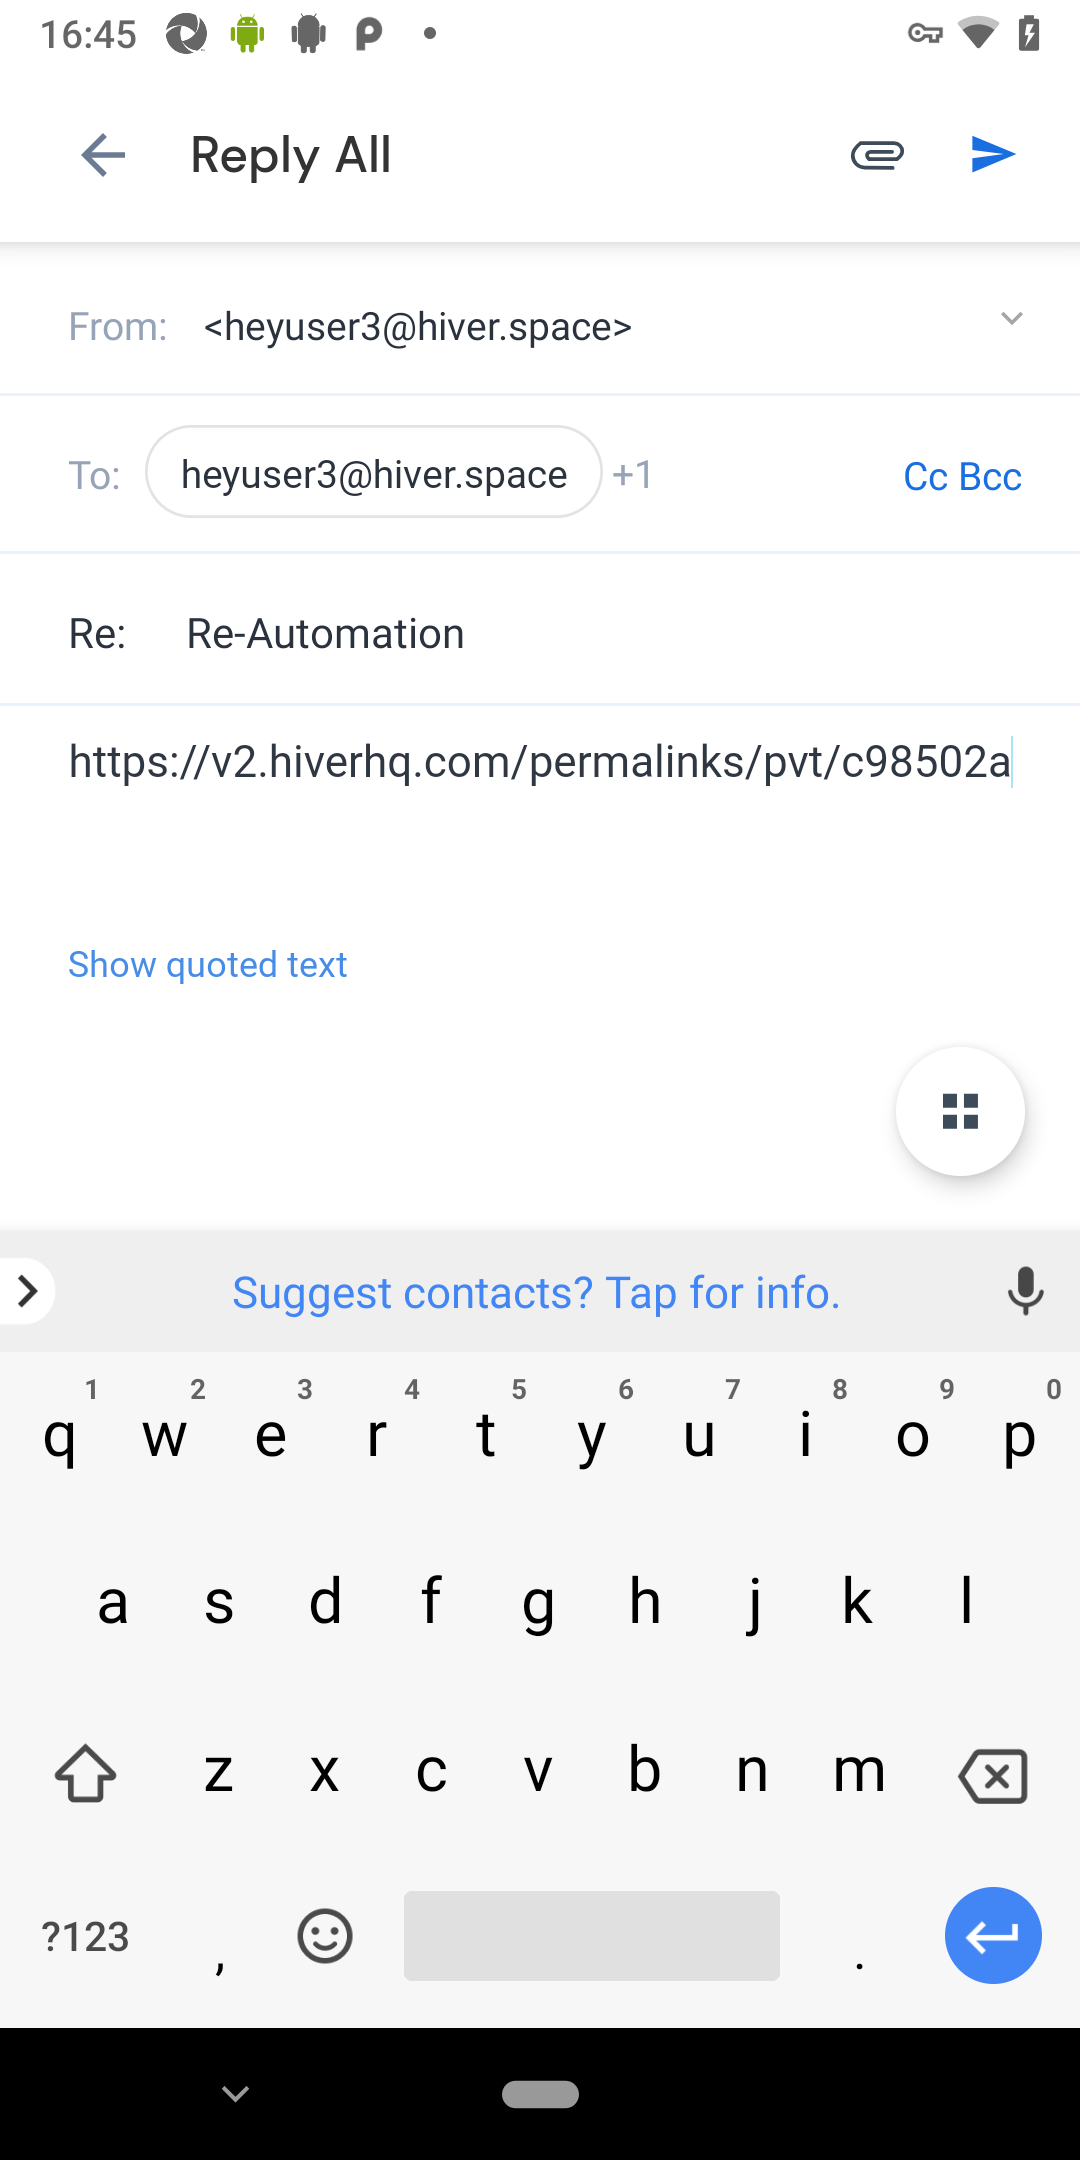 16:45
Reply All
From: <heyuser3@hiver.space>
To: heyuser3@hiver.space +1 Cc Bcc
Re: Re-Automation
https://v2.hiverhq.com/permalinks/pvt/c98502a
Show quoted text
Suggest contacts? Tap for info.
1 2 3 4 5 6 7 8 9 0
q w e r t y u i o p
a s d f g h j k l
z x c v b n m
?123 , .